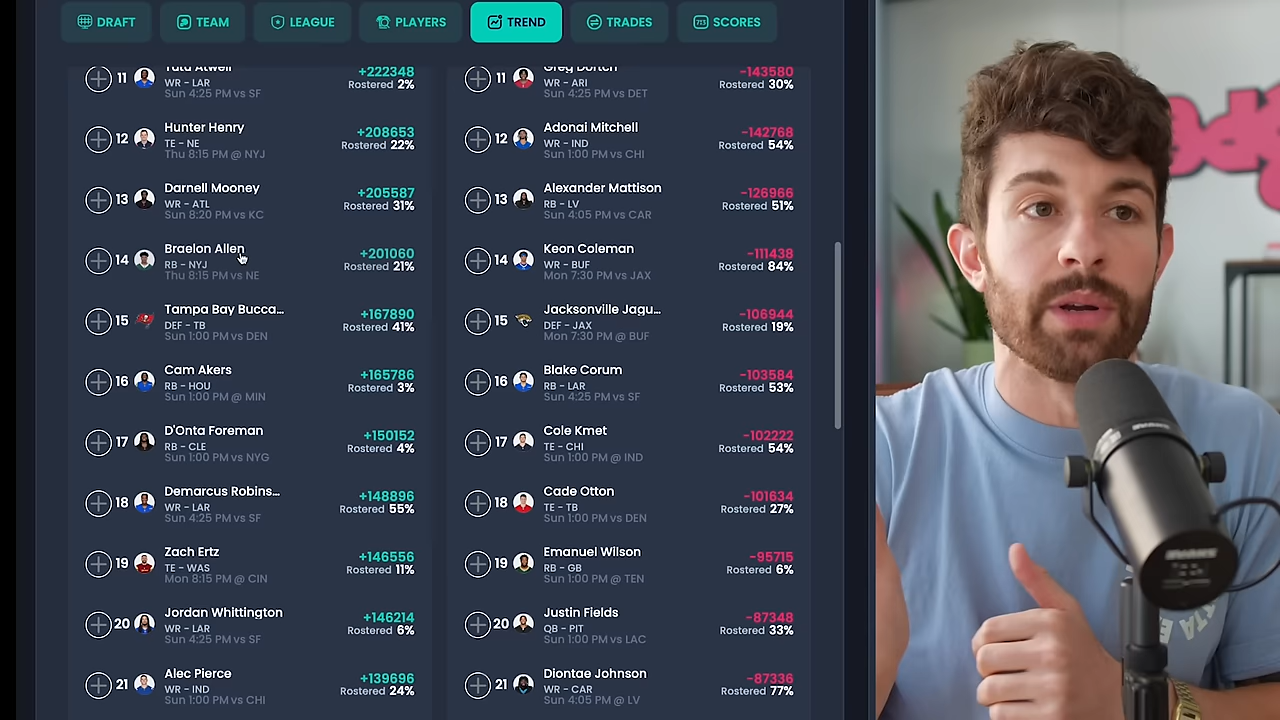 DRAFT
TEAM
LEAGUE
PLAYERS
TREND
TRADES
SCORES
11 Tutu Atwell +222348
WR - LAR Rostered 2%
Sun 4:25 PM vs SF
12 Hunter Henry +208653
TE - NE Rostered 22%
Thu 8:15 PM @ NYJ
13 Darnell Mooney +205587
WR - ATL Rostered 31%
Sun 8:20 PM vs KC
14 Braelon Allen +201060
RB - NYJ Rostered 21%
Thu 8:15 PM vs NE
15 Tampa Bay Bucca... +167890
DEF - TB Rostered 41%
Sun 1:00 PM vs DEN
16 Cam Akers +165786
RB - HOU Rostered 3%
Sun 1:00 PM @ MIN
17 D'Onta Foreman +150152
RB - CLE Rostered 4%
Sun 1:00 PM vs NYG
18 Demarcus Robins... +148896
WR - LAR Rostered 55%
Sun 4:25 PM vs SF
19 Zach Ertz +146556
TE - WAS Rostered 11%
Mon 8:15 PM @ CIN
20 Jordan Whittington +146214
WR - LAR Rostered 6%
Sun 4:25 PM vs SF
21 Alec Pierce +139696
WR - IND Rostered 24%
Sun 1:00 PM vs CHI
11 Greg Dortch -143580
WR - ARI Rostered 30%
Sun 4:25 PM vs DET
12 Adonai Mitchell -142768
WR - IND Rostered 54%
Sun 1:00 PM vs CHI
13 Alexander Mattison -126966
RB - LV Rostered 51%
Sun 4:05 PM vs CAR
14 Keon Coleman -111438
WR - BUF Rostered 84%
Mon 7:30 PM vs JAX
15 Jacksonville Jagu... -106944
DEF - JAX Rostered 19%
Mon 7:30 PM @ BUF
16 Blake Corum -103584
RB - LAR Rostered 53%
Sun 4:25 PM vs SF
17 Cole Kmet -102222
TE - CHI Rostered 54%
Sun 1:00 PM @ IND
18 Cade Otton -101634
TE - TB Rostered 27%
Sun 1:00 PM vs DEN
19 Emanuel Wilson -95715
RB - GB Rostered 6%
Sun 1:00 PM @ TEN
20 Justin Fields -87348
QB - PIT Rostered 33%
Sun 1:00 PM vs LAC
21 Diontae Johnson -87336
WR - CAR Rostered 77%
Sun 4:05 PM @ LV